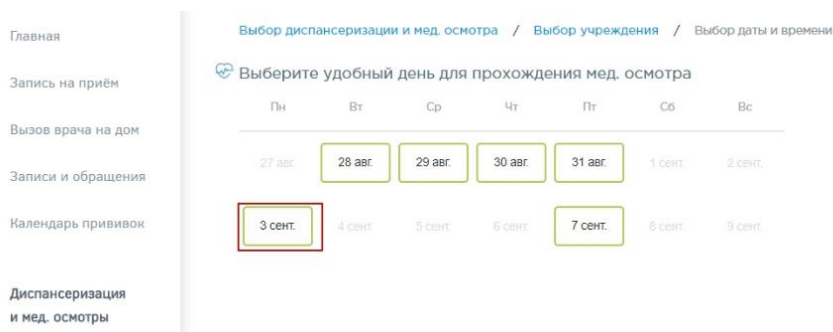 Главная
Запись на приём
Вызов врача на дом
Записи и обращения
Календарь прививок
Диспансеризация
и мед. осмотры
Выбор диспансеризации и мед. осмотра / Выбор учреждения / Выбор даты и времени
Выберите удобный день для прохождения мед. осмотра
Пн Вт Ср Чт Пт Сб Вс
27 авг. 28 авг. 29 авг. 30 авг. 31 авг. 1 сент. 2 сент.
3 сент. 4 сент. 5 сент. 6 сент. 7 сент. 8 сент. 9 сент.